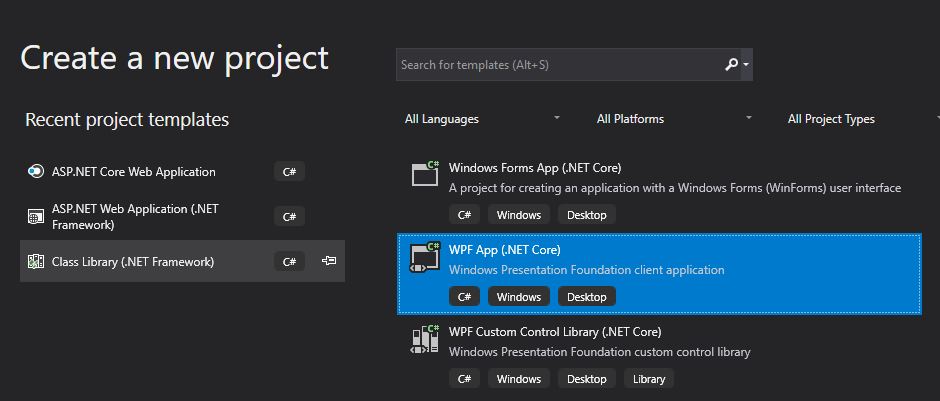 Create a new project
Search for templates (Alt+S)
Recent project templates
All Languages
All Platforms
All Project Types
ASP.NET Core Web Application
C#
ASP.NET Web Application (.NET
Framework)
C#
Class Library (.NET Framework)
C#
C#
Windows Forms App (.NET Core)
A project for creating an application with a Windows Forms (WinForms) user interface
C# Windows Desktop
C#
WPF App (.NET Core)
Windows Presentation Foundation client application
C# Windows Desktop
C#
WPF Custom Control Library (.NET Core)
Windows Presentation Foundation custom control library
C# Windows Desktop Library